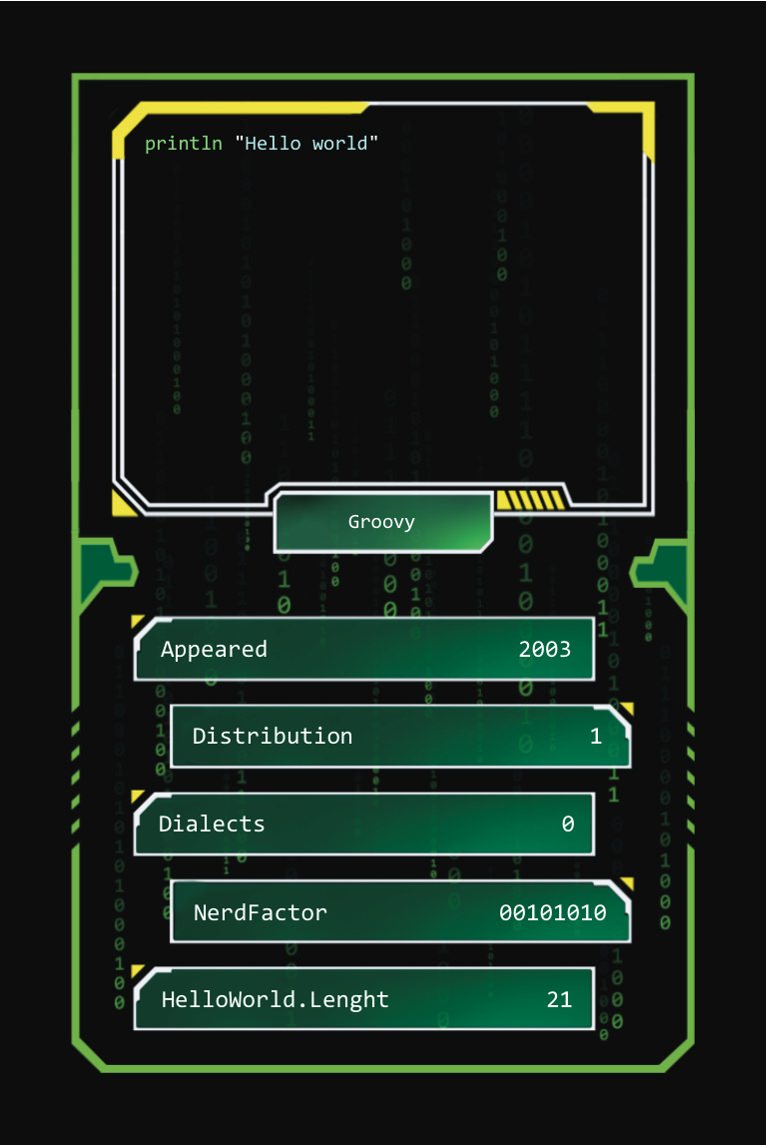 println "Hello world"
Groovy
Appeared 2003
Distribution 1
Dialects 0
NerdFactor 00101010
HelloWorld.Lenght 21